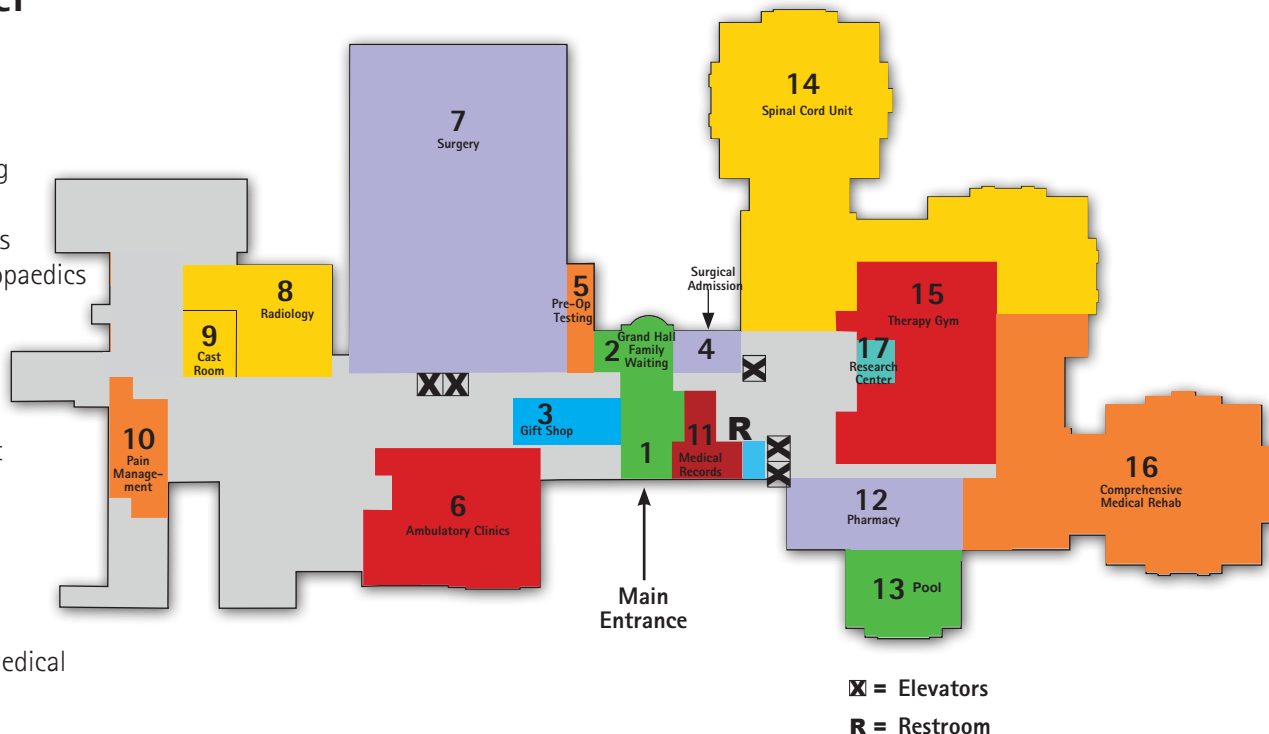 14
Spinal Cord Unit
7
Surgery
Surgical
Admission
8
Radiology
5
Pre-Op
Testing
15
Therapy Gym
9
Cast
Room
2
Grand Hall
Family
Waiting
4
17
Research
Center
X X
X
3
Gift Shop
R
10
Pain
Manage-
ment
1
11
Medical
Records
X
X
16
Comprehensive
Medical Rehab
6
Ambulatory Clinics
12
Pharmacy
Main
Entrance
13 Pool
X = Elevators
R = Restroom